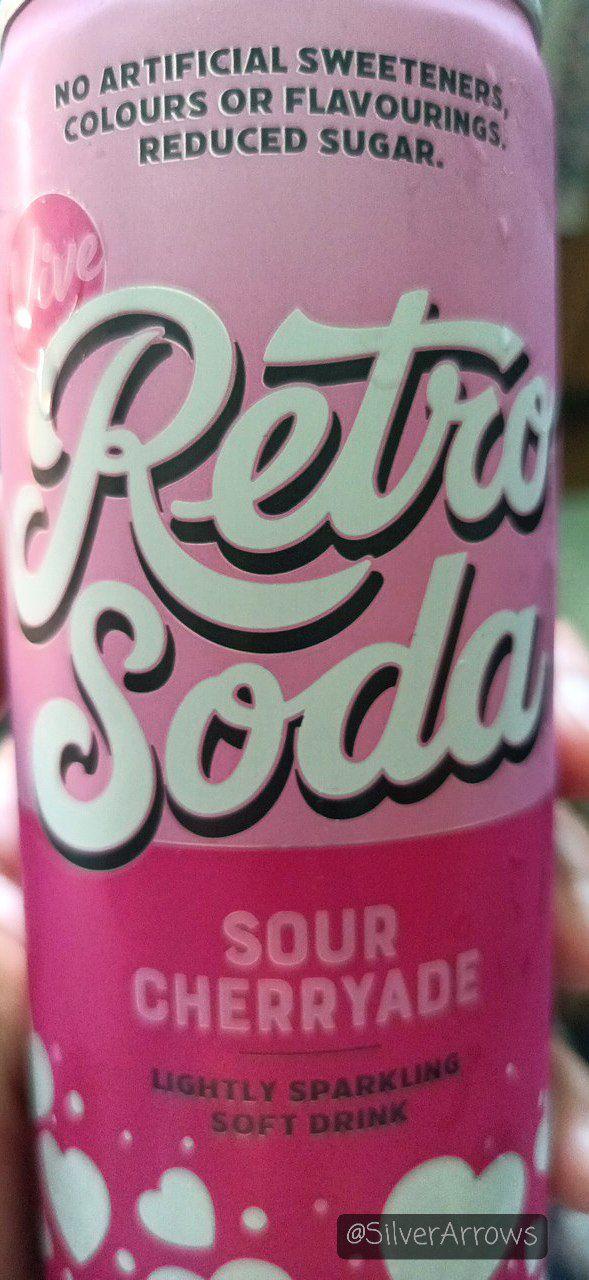 NO ARTIFICIAL SWEETENERS,
COLOURS OR FLAVOURINGS.
REDUCED SUGAR.
Vive
Retro
Soda
SOUR
CHERRYADE
LIGHTLY SPARKLING
SOFT DRINK
@SilverArrows